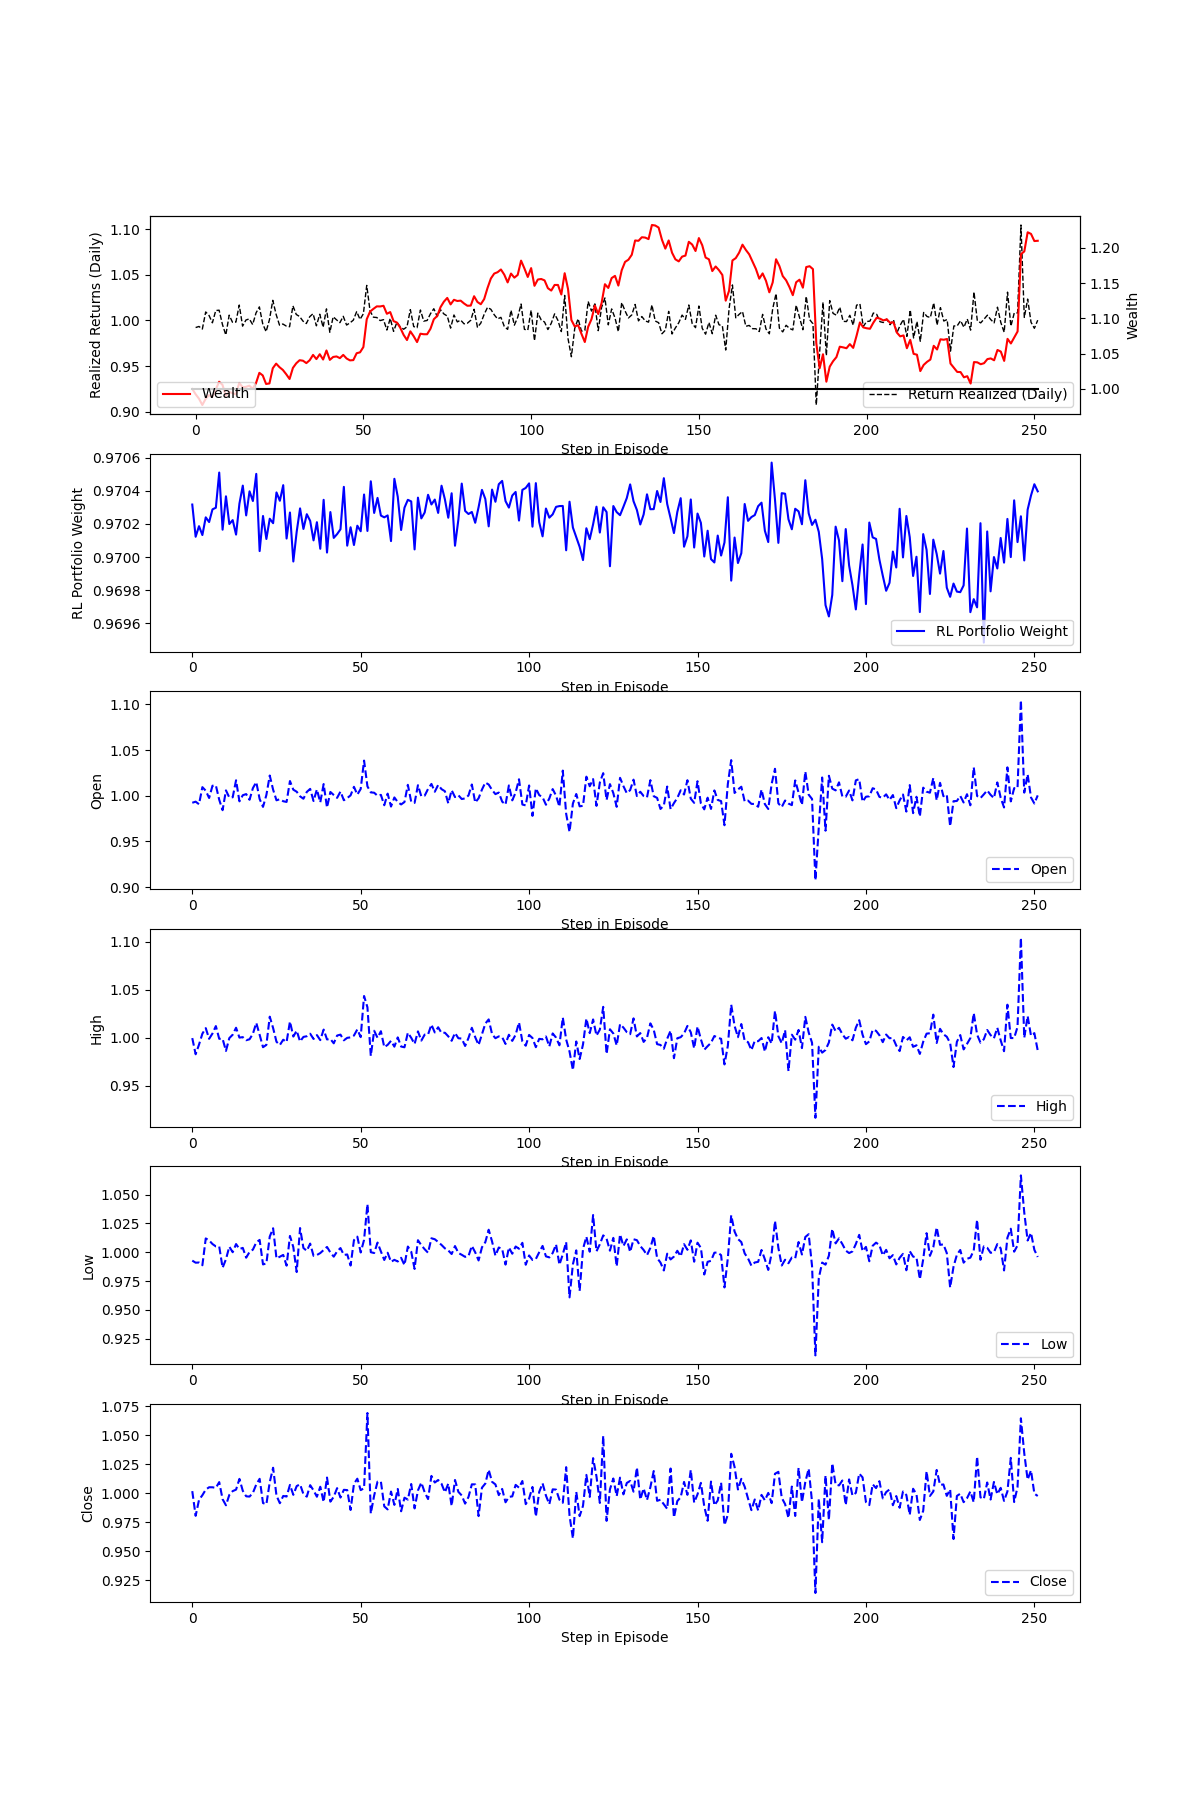 Realized Returns (Daily)
1.10
1.05
1.00
0.95
0.90
1.20
1.15
1.10
1.05
1.00
Wealth
Wealth
Return Realized (Daily)
0 50 100 150 200 250
Step in Episode
RL Portfolio Weight
0.9706
0.9704
0.9702
0.9700
0.9698
0.9696
RL Portfolio Weight
0 50 100 150 200 250
Step in Episode
Open
1.10
1.05
1.00
0.95
0.90
Open
0 50 100 150 200 250
Step in Episode
High
1.10
1.05
1.00
0.95
High
0 50 100 150 200 250
Step in Episode
Low
1.050
1.025
1.000
0.975
0.950
0.925
Low
0 50 100 150 200 250
Step in Episode
Close
1.075
1.050
1.025
1.000
0.975
0.950
0.925
Close
0 50 100 150 200 250
Step in Episode